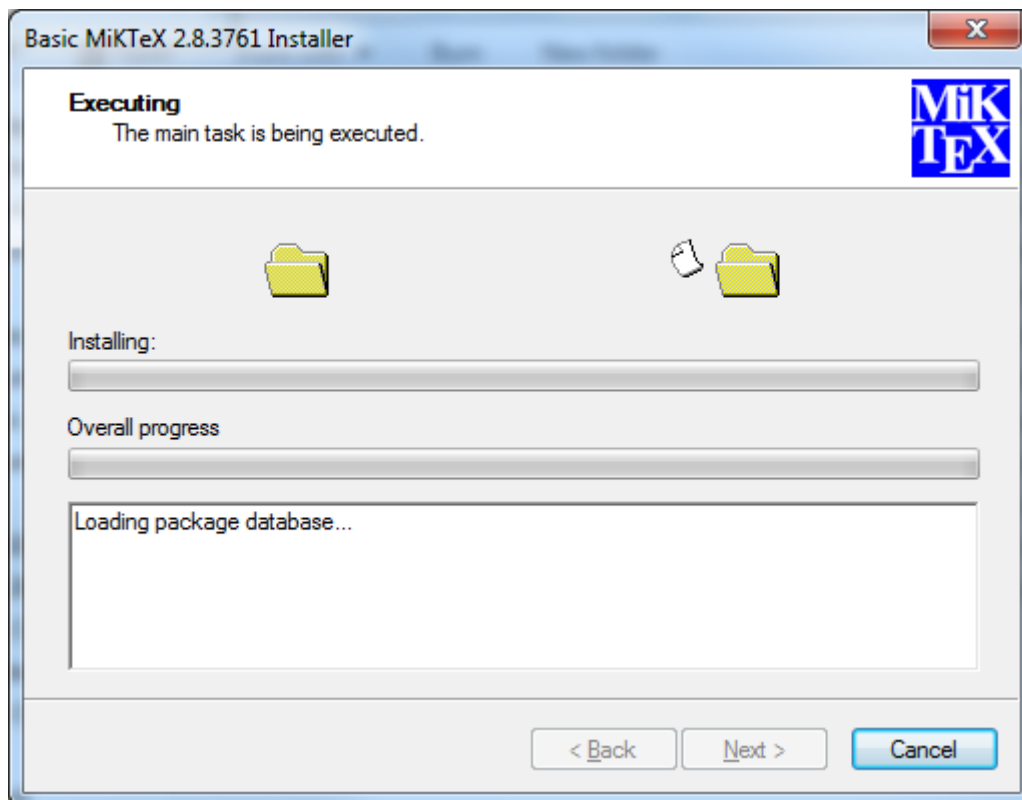 Basic MiKTeX 2.8.3761 Installer
Executing
The main task is being executed.
MiK
TEX
Installing:
Overall progress
Loading package database...
< Back
Next >
Cancel